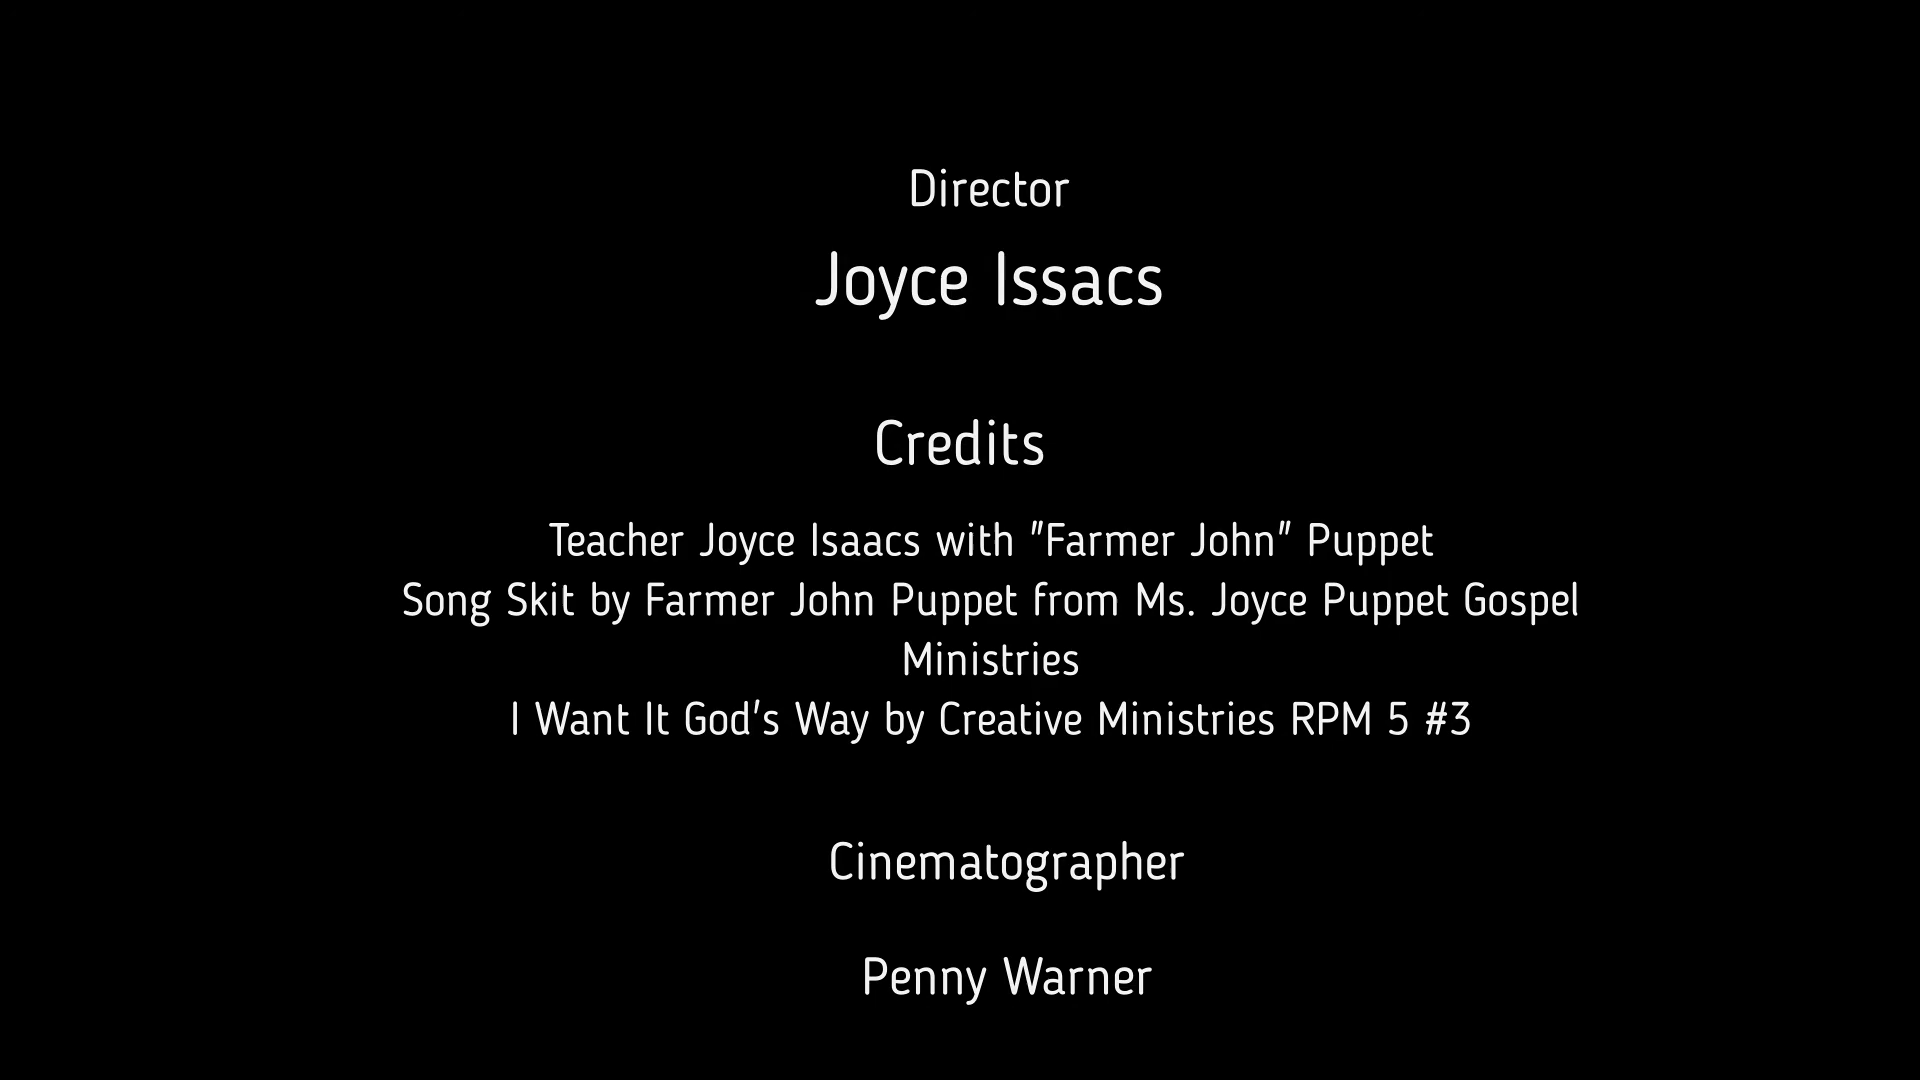 Director
Joyce Issacs
Credits
Teacher Joyce Isaacs with "Farmer John" Puppet
Song Skit by Farmer John Puppet from Ms. Joyce Puppet Gospel
Ministries
I Want It God's Way by Creative Ministries RPM 5 #3
Cinematographer
Penny Warner